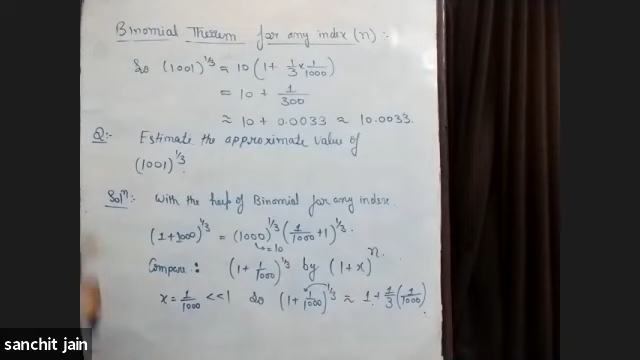 Binomial Theorem for any index (n) :-
So (1001)^1/3 ≈ 10 (1 + 1/3 × 1/1000)
= 10 + 1/300
≈ 10 + 0.0033 ≈ 10.0033.
Q:- Estimate the approximate value of
(1001)^1/3.
Solⁿ:- With the help of Binomial for any index.
(1+1000)^1/3 = (1000)^1/3 (1/1000 + 1)^1/3.
↳ = 10
Compare : (1 + 1/1000)^1/3 by (1 + x)^n.
x = 1/1000 << 1 So (1 + 1/1000)^1/3 ≈ 1 + 1/3 (1/1000)
sanchit jain